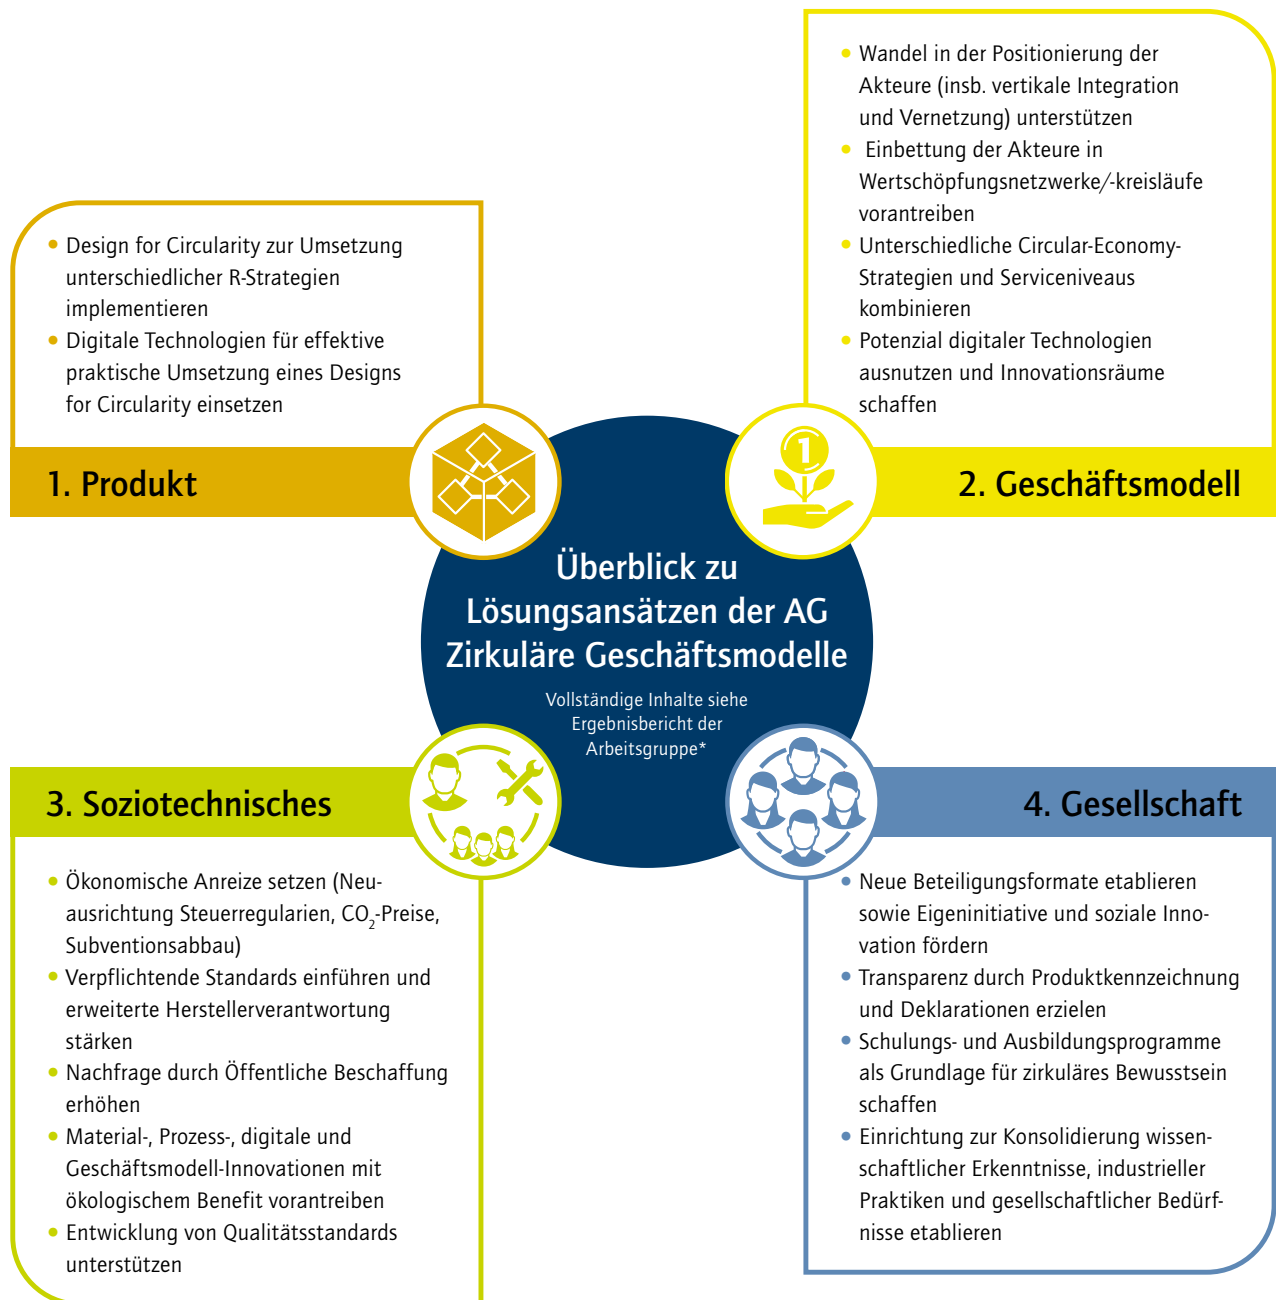 • Design for Circularity zur Umsetzung
unterschiedlicher R-Strategien
implementieren
• Digitale Technologien für effektive
praktische Umsetzung eines Designs
for Circularity einsetzen
1. Produkt
• Wandel in der Positionierung der
Akteure (insb. vertikale Integration
und Vernetzung) unterstützen
• Einbettung der Akteure in
Wertschöpfungsnetzwerke/-kreisläufe
vorantreiben
• Unterschiedliche Circular-Economy-
Strategien und Serviceniveaus
kombinieren
• Potenzial digitaler Technologien
ausnutzen und Innovationsräume
schaffen
1
2. Geschäftsmodell
Überblick zu
Lösungsansätzen der AG
Zirkuläre Geschäftsmodelle
Vollständige Inhalte siehe
Ergebnisbericht der
Arbeitsgruppe*
3. Soziotechnisches
• Ökonomische Anreize setzen (Neu-
ausrichtung Steuerregularien, CO₂-Preise,
Subventionsabbau)
• Verpflichtende Standards einführen und
erweiterte Herstellerverantwortung
stärken
• Nachfrage durch Öffentliche Beschaffung
erhöhen
• Material-, Prozess-, digitale und
Geschäftsmodell-Innovationen mit
ökologischem Benefit vorantreiben
• Entwicklung von Qualitätsstandards
unterstützen
4. Gesellschaft
• Neue Beteiligungsformate etablieren
sowie Eigeninitiative und soziale Inno-
vation fördern
• Transparenz durch Produktkennzeichnung
und Deklarationen erzielen
• Schulungs- und Ausbildungsprogramme
als Grundlage für zirkuläres Bewusstsein
schaffen
• Einrichtung zur Konsolidierung wissen-
schaftlicher Erkenntnisse, industrieller
Praktiken und gesellschaftlicher Bedürf-
nisse etablieren